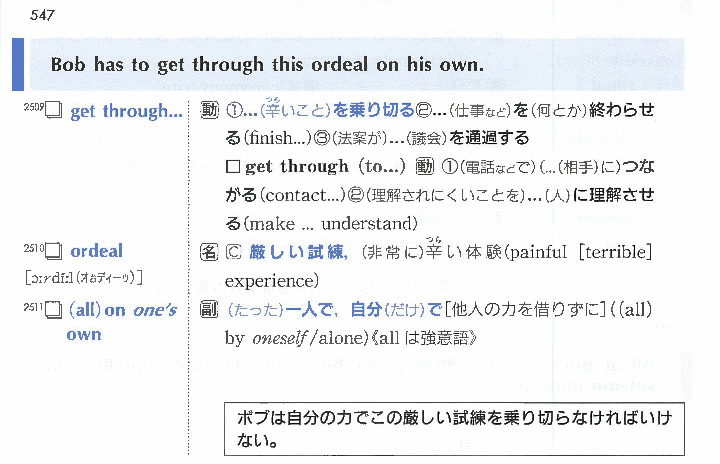 547
Bob has to get through this ordeal on his own.
2509□ get through... 動 ①…(辛いこと)を乗り切る②…(仕事など)を(何とか)終わらせ
る(finish...)③(法案が)…(議会)を通過する
□ get through (to...) 動 ①(電話などで)(…(相手)に)つな
がる(contact...)②(理解されにくいことを)…(人)に理解させ
る(make ... understand)
2510□ ordeal 名 C 厳しい試練, (非常に)辛い体験(painful [terrible]
[ɔːrdíːl(オぉディーゥ)] experience)
2511□ (all) on one's 副 (たった)一人で, 自分(だけ)で[他人の力を借りずに]((all)
own by oneself/alone)《all は強意語》
ボブは自分の力でこの厳しい試練を乗り切らなければいけ
ない。